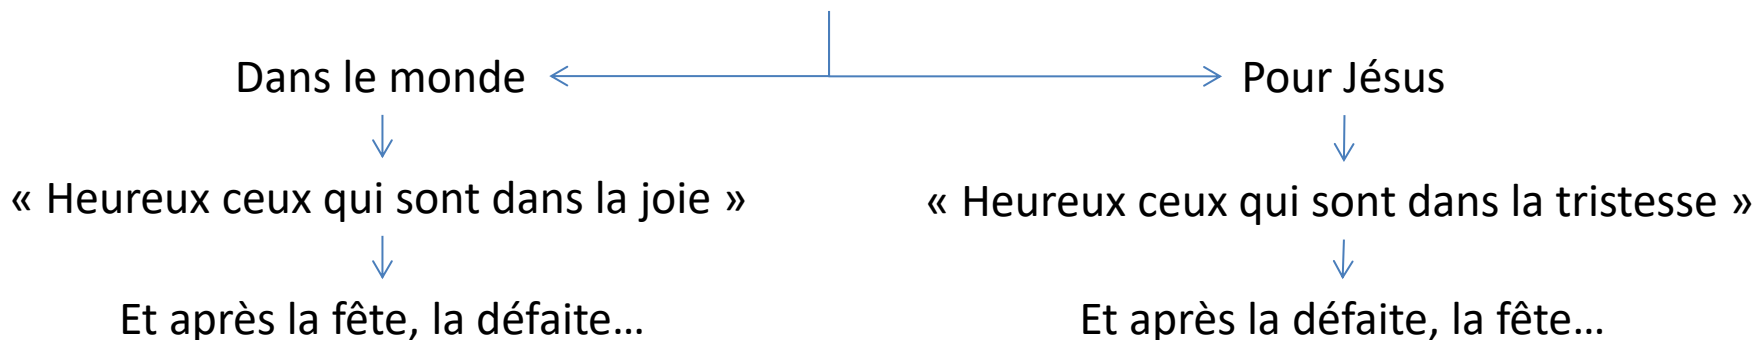 Dans le monde
Pour Jésus
« Heureux ceux qui sont dans la joie »
« Heureux ceux qui sont dans la tristesse »
Et après la fête, la défaite…
Et après la défaite, la fête…